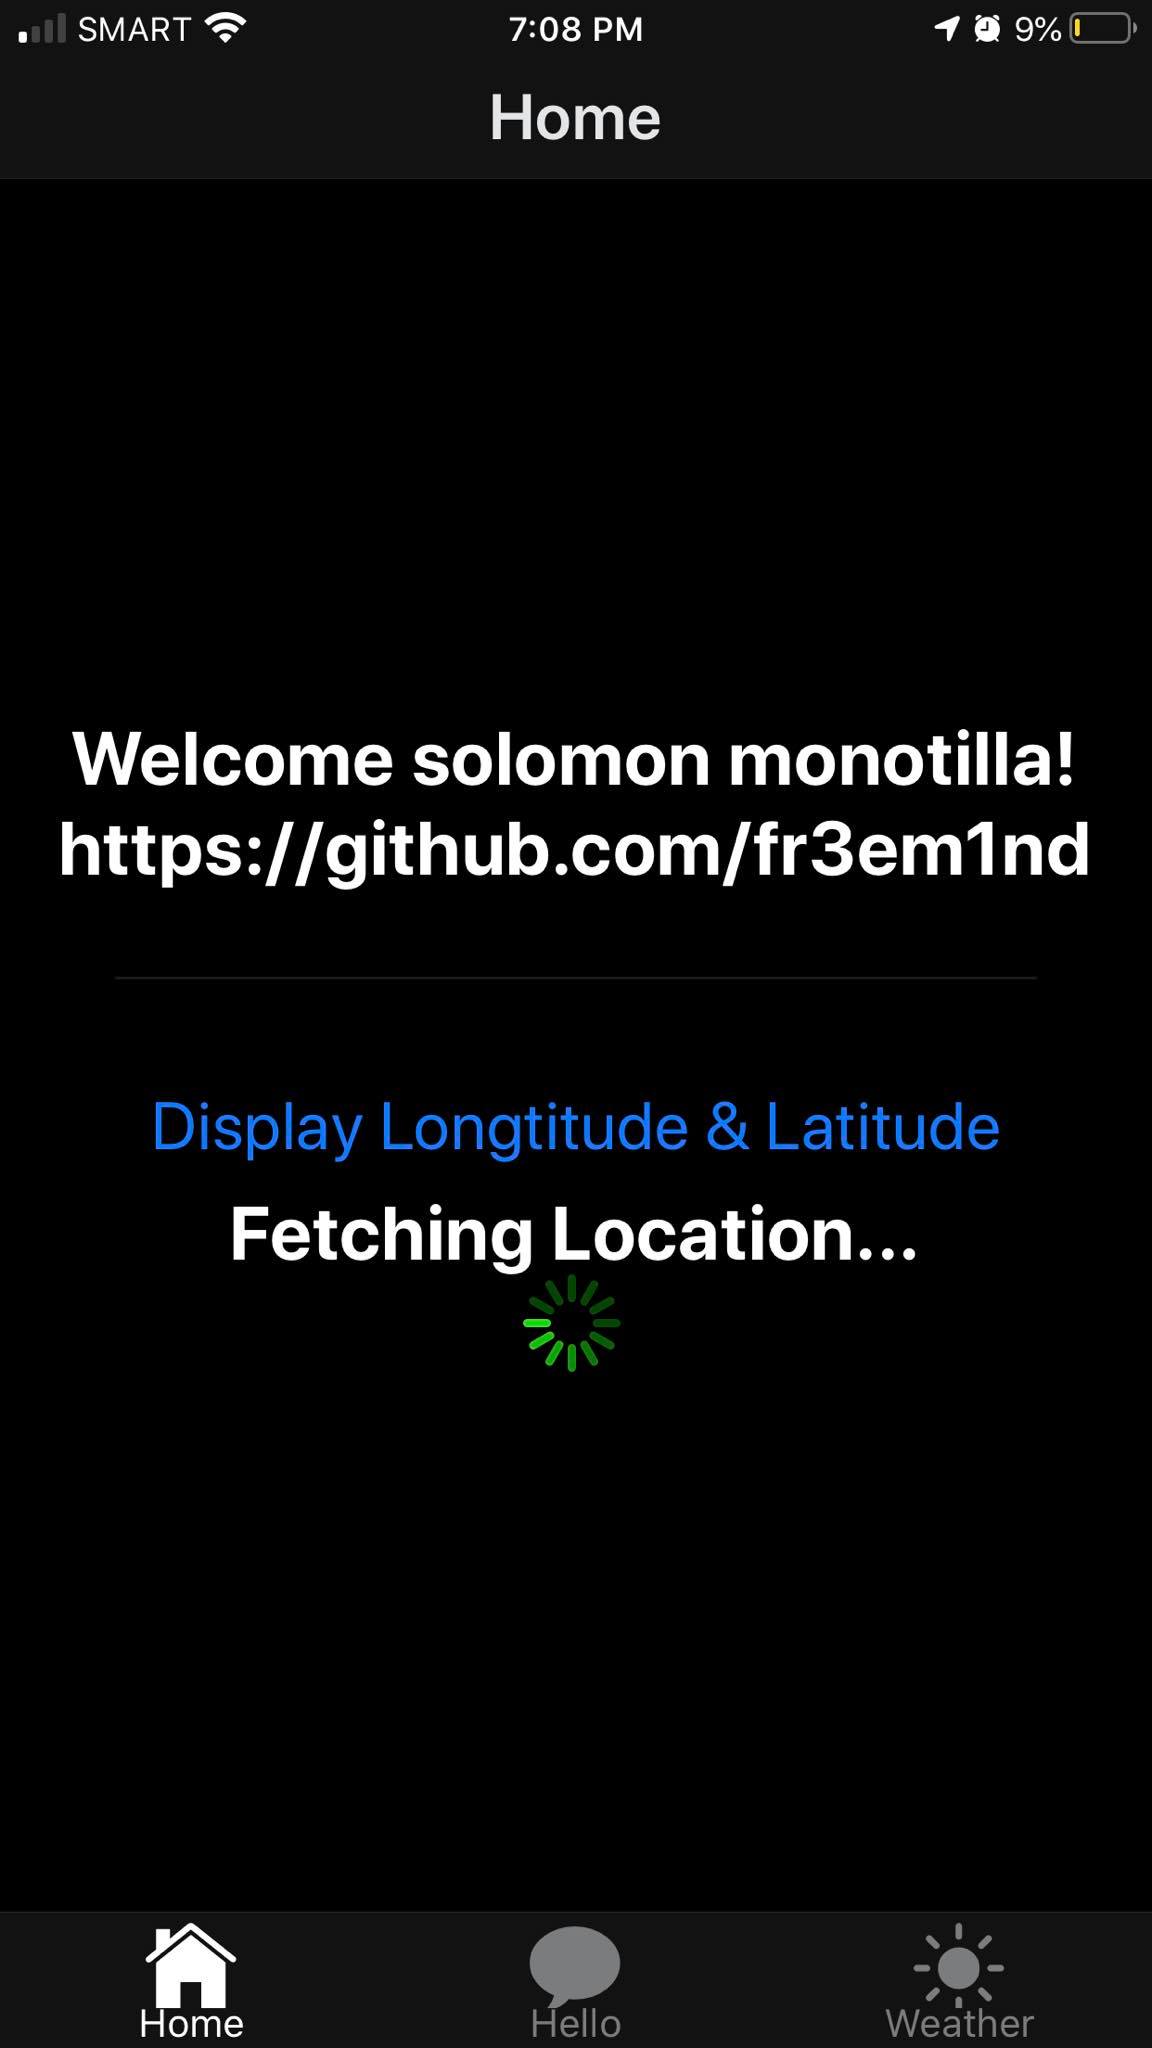 SMART 7:08 PM 9%
Home
Welcome solomon monotilla!
https://github.com/fr3em1nd
Display Longtitude & Latitude
Fetching Location...
Home Hello Weather